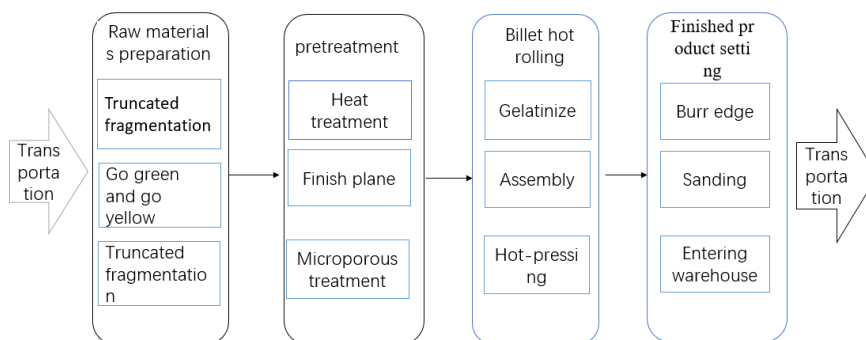 Trans
porta
tion
Raw material
s preparation
Truncated
fragmentation
Go green
and go
yellow
Truncated
fragmentatio
n
pretreatment
Heat
treatment
Finish plane
Microporous
treatment
Billet hot
rolling
Gelatinize
Assembly
Hot-pressi
ng
Finished pr
oduct setti
ng
Burr edge
Sanding
Entering
warehouse
Trans
porta
tion